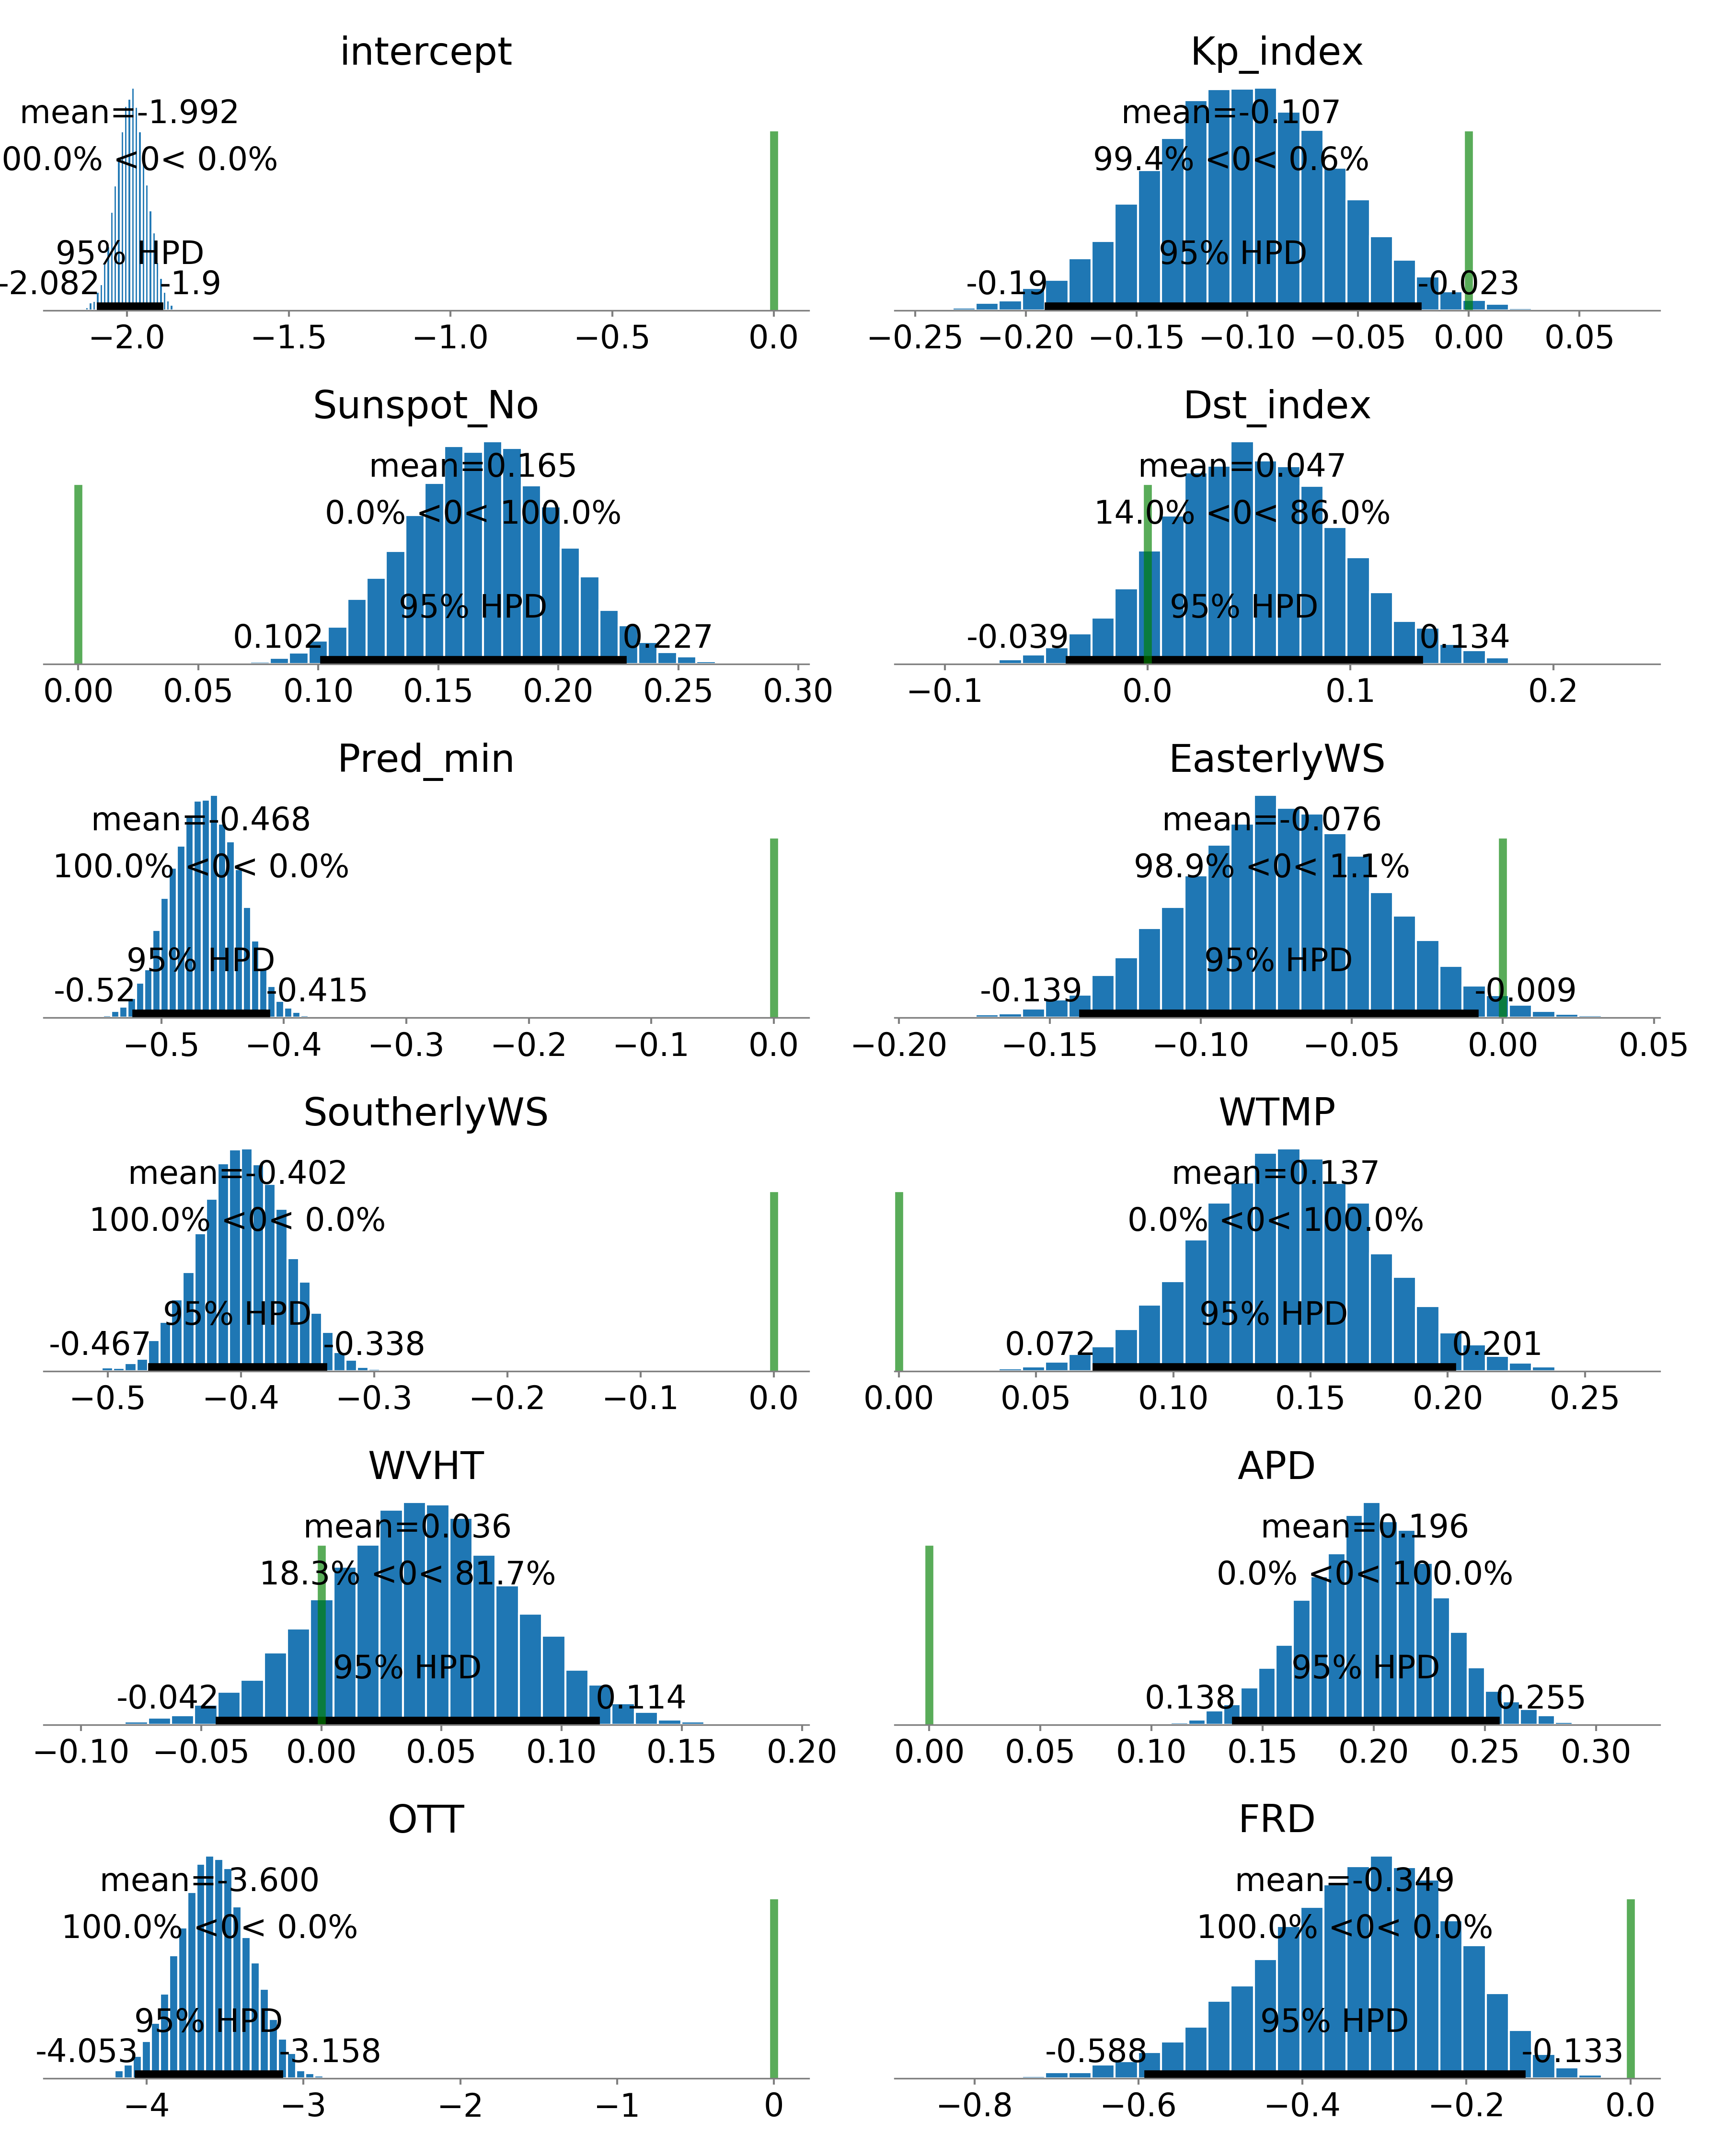 intercept
mean=-1.992
00.0% <0< 0.0%
95% HPD
-2.082 -1.9
−2.0 −1.5 −1.0 −0.5 0.0
Kp_index
mean=-0.107
99.4% <0< 0.6%
95% HPD
-0.19 -0.023
−0.25 −0.20 −0.15 −0.10 −0.05 0.00 0.05
Sunspot_No
mean=0.165
0.0% <0< 100.0%
95% HPD
0.102 0.227
0.00 0.05 0.10 0.15 0.20 0.25 0.30
Dst_index
mean=0.047
14.0% <0< 86.0%
95% HPD
-0.039 0.134
−0.1 0.0 0.1 0.2
Pred_min
mean=-0.468
100.0% <0< 0.0%
95% HPD
-0.52 -0.415
−0.5 −0.4 −0.3 −0.2 −0.1 0.0
EasterlyWS
mean=-0.076
98.9% <0< 1.1%
95% HPD
-0.139 -0.009
−0.20 −0.15 −0.10 −0.05 0.00 0.05
SoutherlyWS
mean=-0.402
100.0% <0< 0.0%
95% HPD
-0.467 -0.338
−0.5 −0.4 −0.3 −0.2 −0.1 0.0
WTMP
mean=0.137
0.0% <0< 100.0%
95% HPD
0.072 0.201
0.00 0.05 0.10 0.15 0.20 0.25
WVHT
mean=0.036
18.3% <0< 81.7%
95% HPD
-0.042 0.114
−0.10 −0.05 0.00 0.05 0.10 0.15 0.20
APD
mean=0.196
0.0% <0< 100.0%
95% HPD
0.138 0.255
0.00 0.05 0.10 0.15 0.20 0.25 0.30
OTT
mean=-3.600
100.0% <0< 0.0%
95% HPD
-4.053 -3.158
−4 −3 −2 −1 0
FRD
mean=-0.349
100.0% <0< 0.0%
95% HPD
-0.588 -0.133
−0.8 −0.6 −0.4 −0.2 0.0